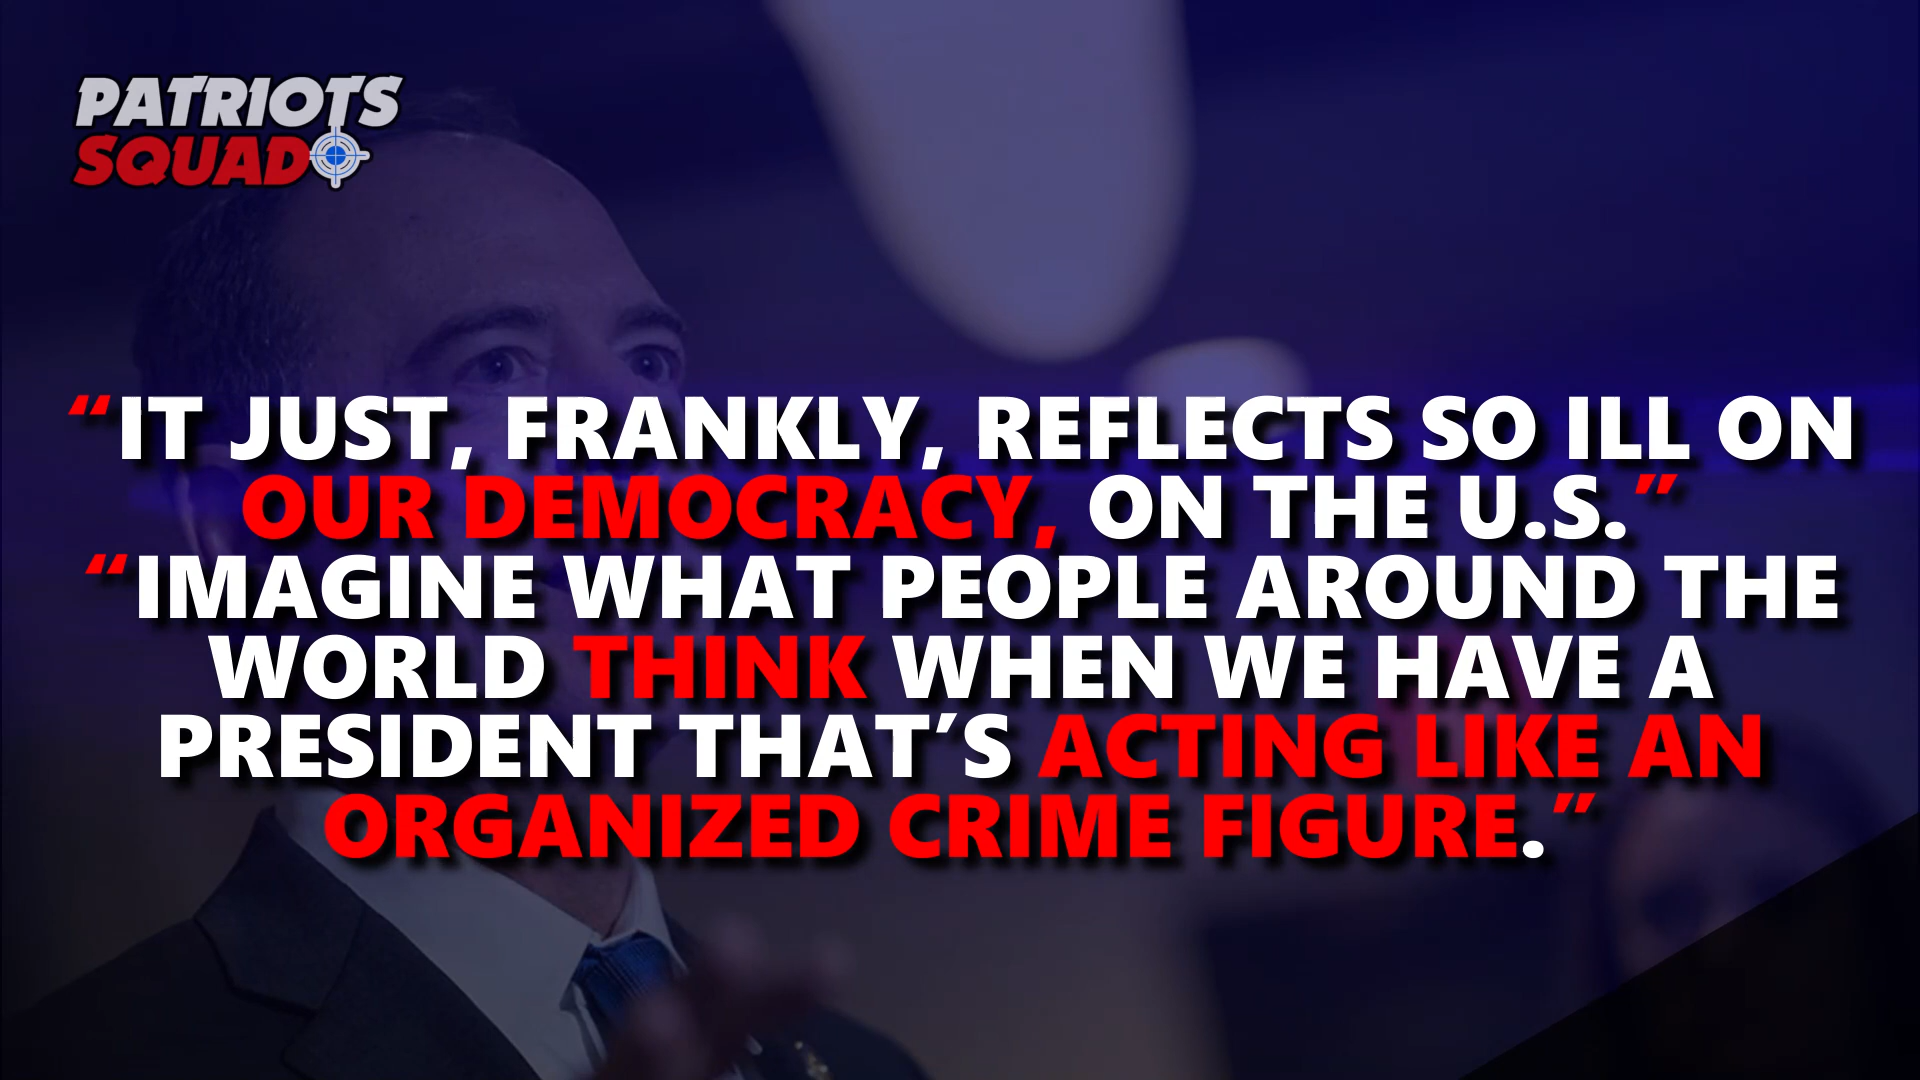 PATRIOTS
SQUAD
“IT JUST, FRANKLY, REFLECTS SO ILL ON
OUR DEMOCRACY, ON THE U.S.”
“IMAGINE WHAT PEOPLE AROUND THE
WORLD THINK WHEN WE HAVE A
PRESIDENT THAT’S ACTING LIKE AN
ORGANIZED CRIME FIGURE.”